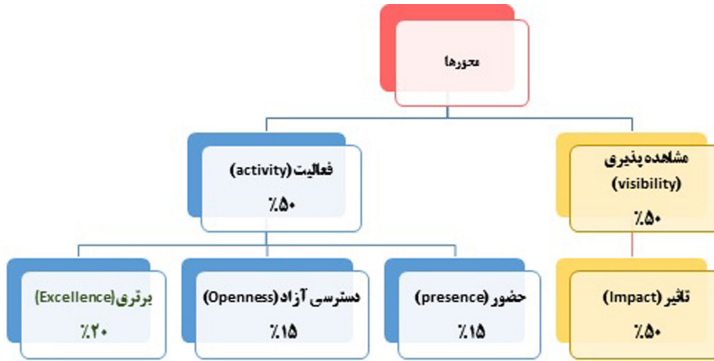 محورها
مشاهده پذیری
(visibility)
٪۵۰
فعالیت (activity)
٪۵۰
تاثیر (Impact)
٪۵۰
حضور (presence)
٪۱۵
دسترسی آزاد (Openness)
٪۱۵
برتری (Excellence)
٪۲۰